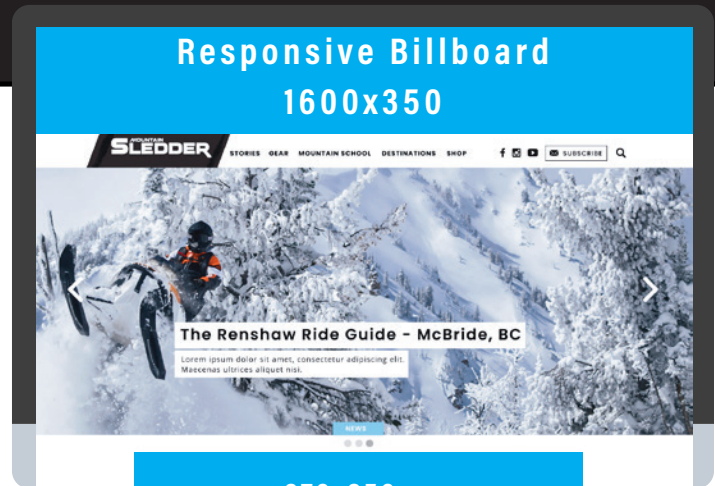 Responsive Billboard
1600x350
MOUNTAIN
SLEDDER
STORIES GEAR MOUNTAIN SCHOOL DESTINATIONS SHOP SUBSCRIBE
The Renshaw Ride Guide - McBride, BC
Lorem ipsum dolor sit amet, consectetur adipiscing elit.
Maecenas ultrices aliquet nisi.
NEWS